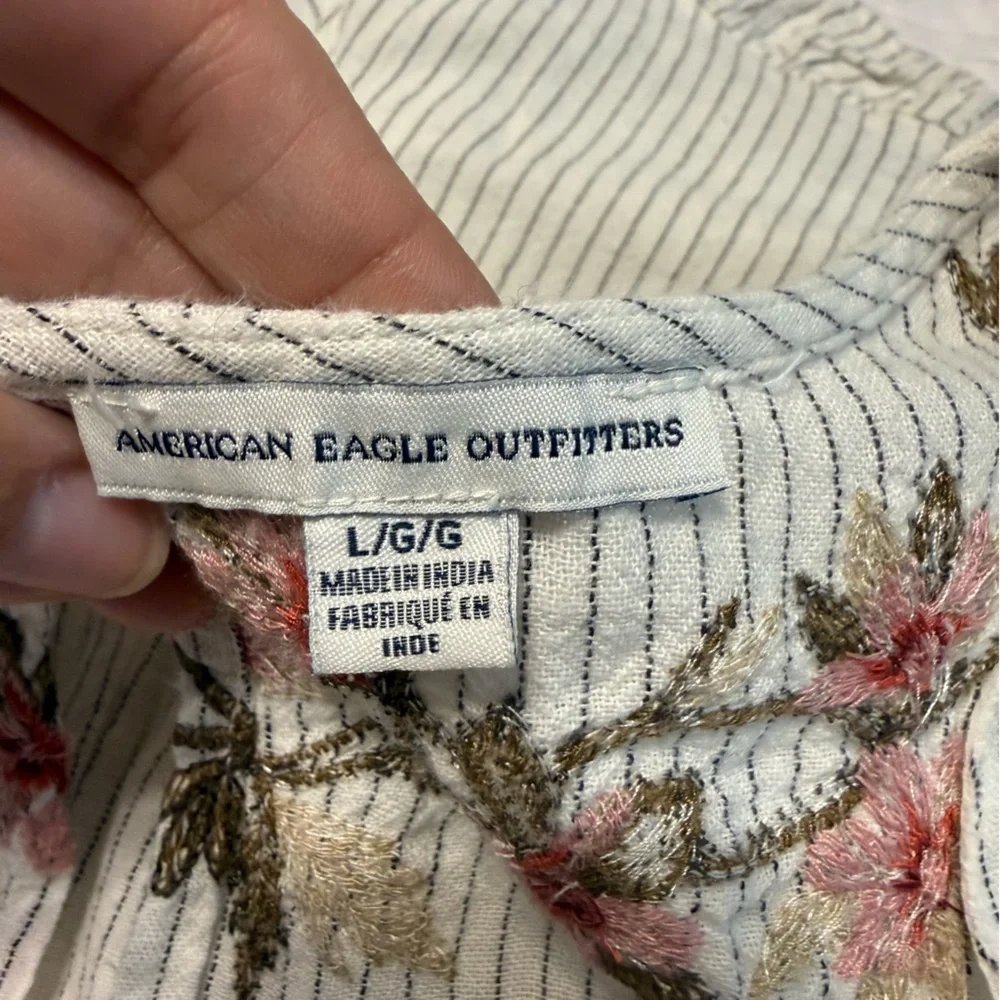 AMERICAN EAGLE OUTFITTERS
L/G/G
MADE IN INDIA
FABRIQUÉ EN
INDE